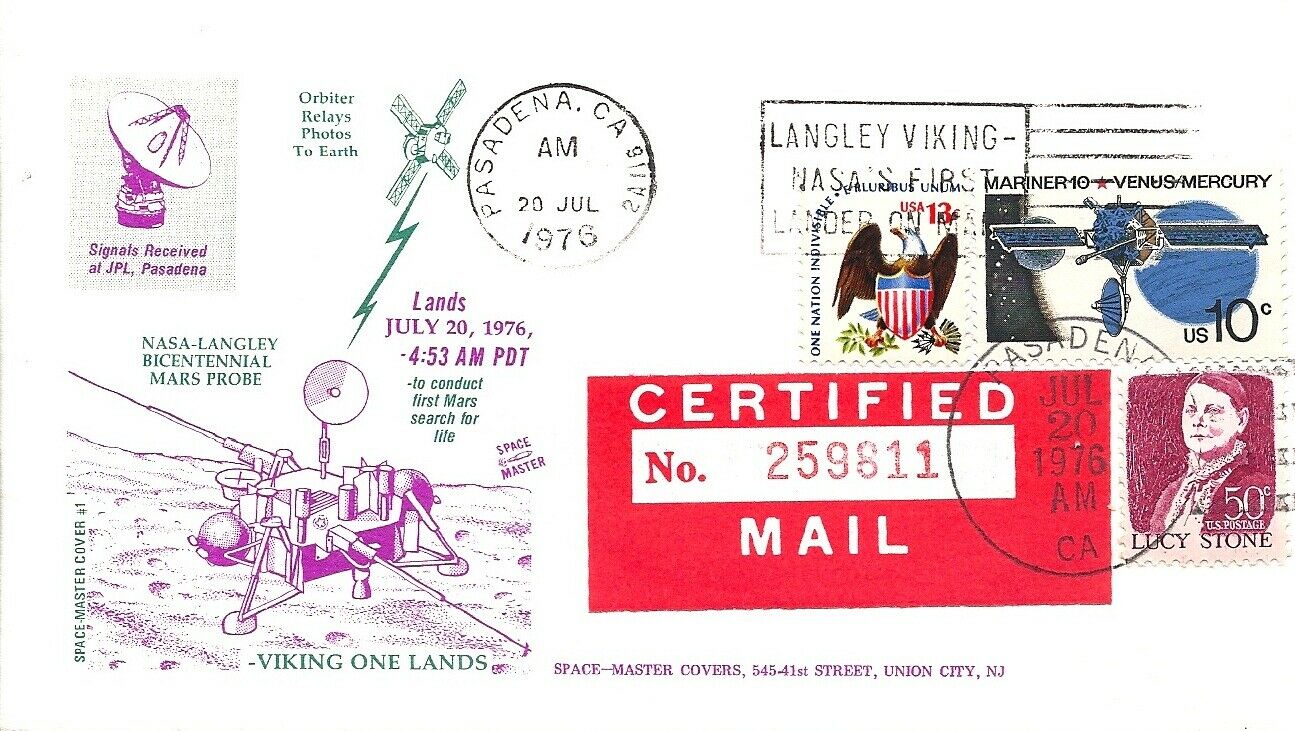 Orbiter
Relays
Photos
To Earth
Signals Received
at JPL, Pasadena
PASADENA, CA 911
AM
20 JUL
1976
LANGLEY VIKING-
NASA'S FIRST
LANDER ON
ONE NATION INDIVISIBLE E PLURIBUS UNUM
USA 13c
MARINER 10 ★ VENUS/MERCURY
US 10c
Lands
JULY 20, 1976,
-4:53 AM PDT
-to conduct
first Mars
search for
life
NASA-LANGLEY
BICENTENNIAL
MARS PROBE
SPACE
MASTER
SPACE-MASTER COVER #1
-VIKING ONE LANDS
CERTIFIED
No. 259811
MAIL
PASADENA
JUL
20
1976
AM
CA
50c
U.S. POSTAGE
LUCY STONE
SPACE-MASTER COVERS, 545-41st STREET, UNION CITY, NJ